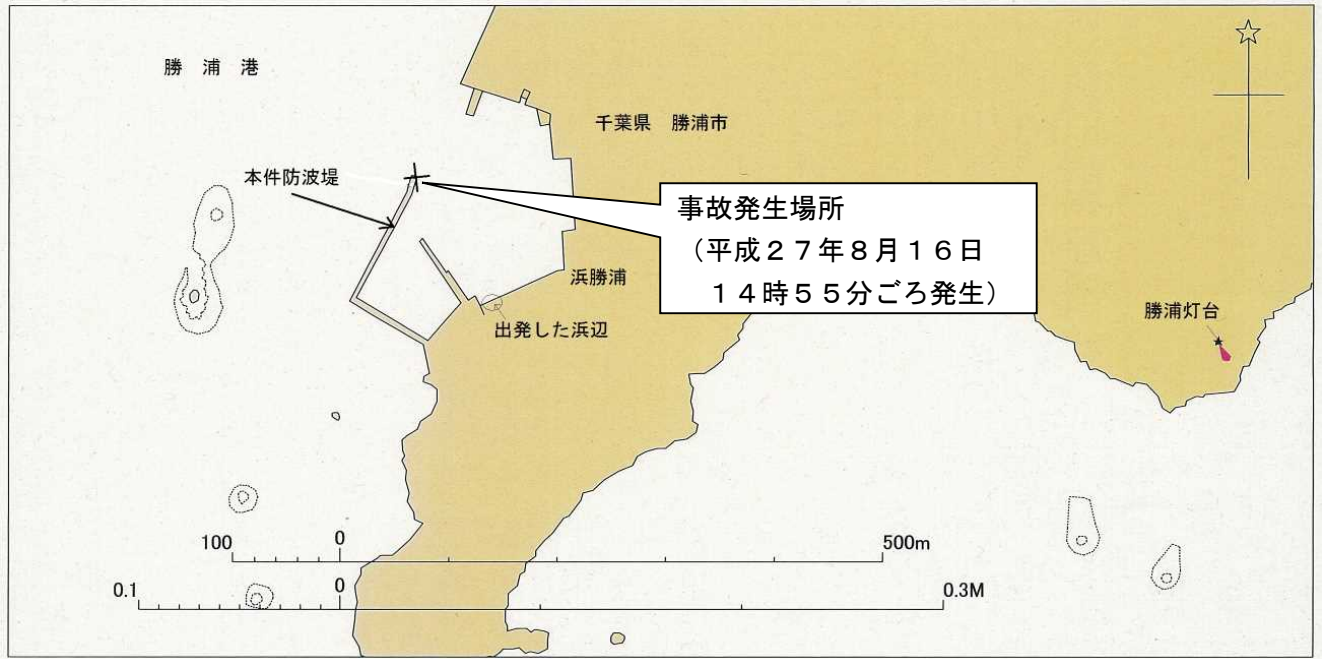 勝 浦 港
千葉県　勝浦市
本件防波堤
事故発生場所
（平成２７年８月１６日
１４時５５分ごろ発生）
浜勝浦
出発した浜辺
勝浦灯台
100 0 500m
0.1 0 0.3M